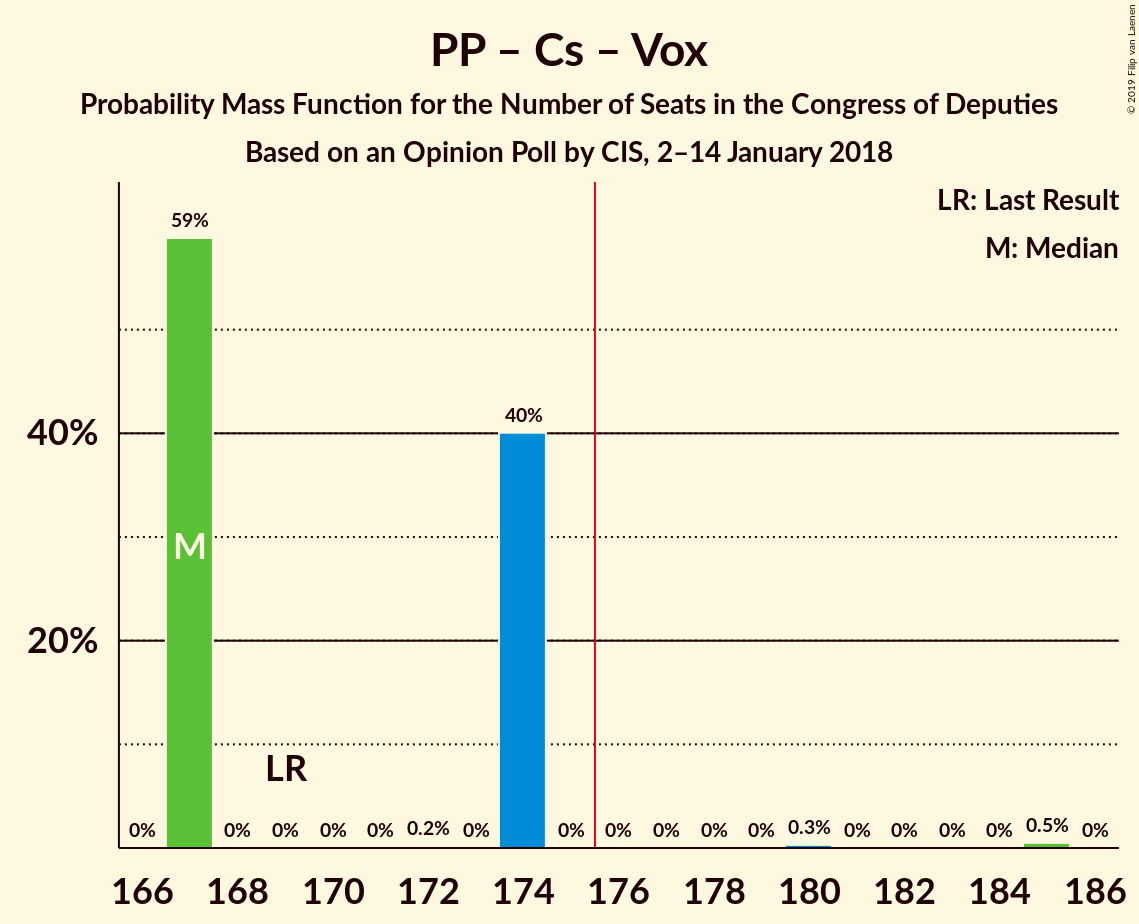 PP – Cs – Vox
Probability Mass Function for the Number of Seats in the Congress of Deputies
Based on an Opinion Poll by CIS, 2–14 January 2018
© 2019 Filip van Laenen
LR: Last Result
M: Median
59%
40%
40%
M
20%
LR
0% 0% 0% 0% 0% 0.2% 0% 0% 0% 0% 0% 0% 0.3% 0% 0% 0% 0% 0.5% 0%
166 168 170 172 174 176 178 180 182 184 186